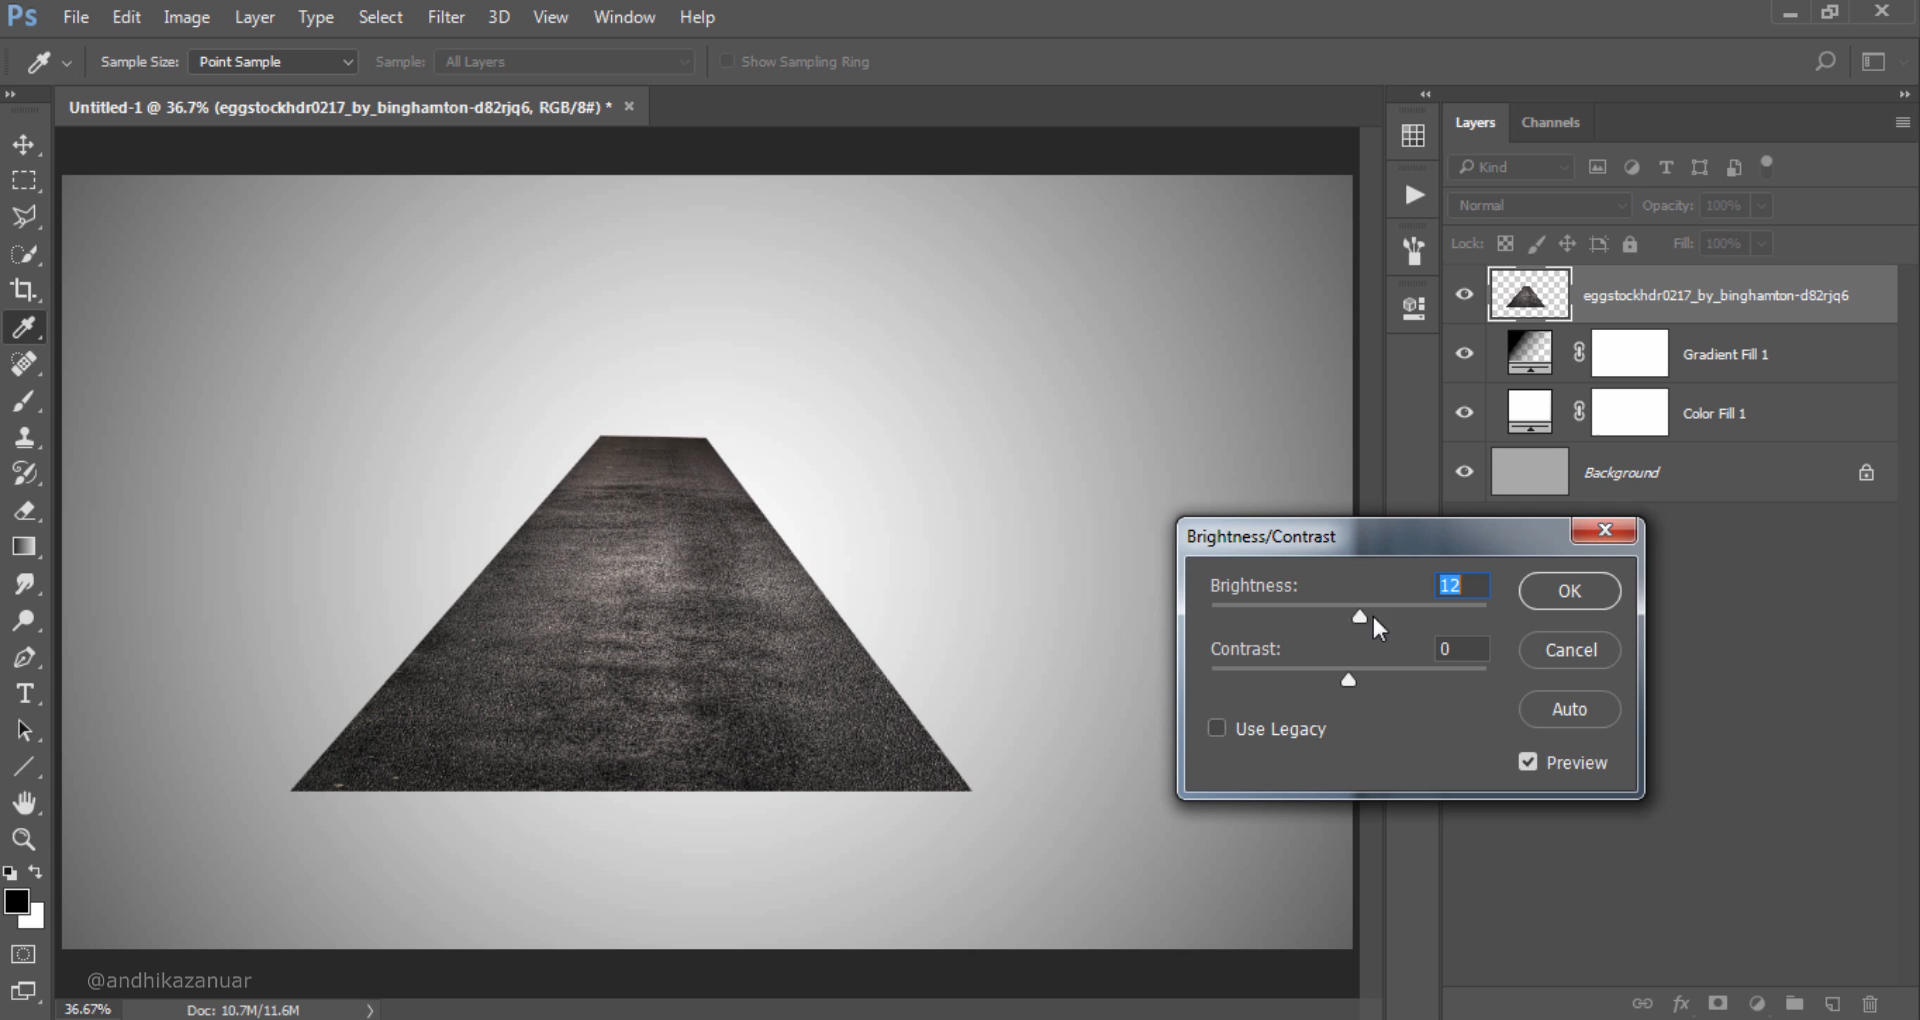 Ps File Edit Image Layer Type Select Filter 3D View Window Help
Sample Size: Point Sample Sample: All Layers Show Sampling Ring
Untitled-1 @ 36.7% (eggstockhdr0217_by_binghamton-d82rjq6, RGB/8#) * ×
Layers Channels
Kind
Normal Opacity: 100%
Lock: Fill: 100%
eggstockhdr0217_by_binghamton-d82rjq6
Gradient Fill 1
Color Fill 1
Background
Brightness/Contrast
Brightness: 12 OK
Contrast: 0 Cancel
Auto
Use Legacy
Preview
@andhikazanuar
36.67% Doc: 10.7M/11.6M
fx